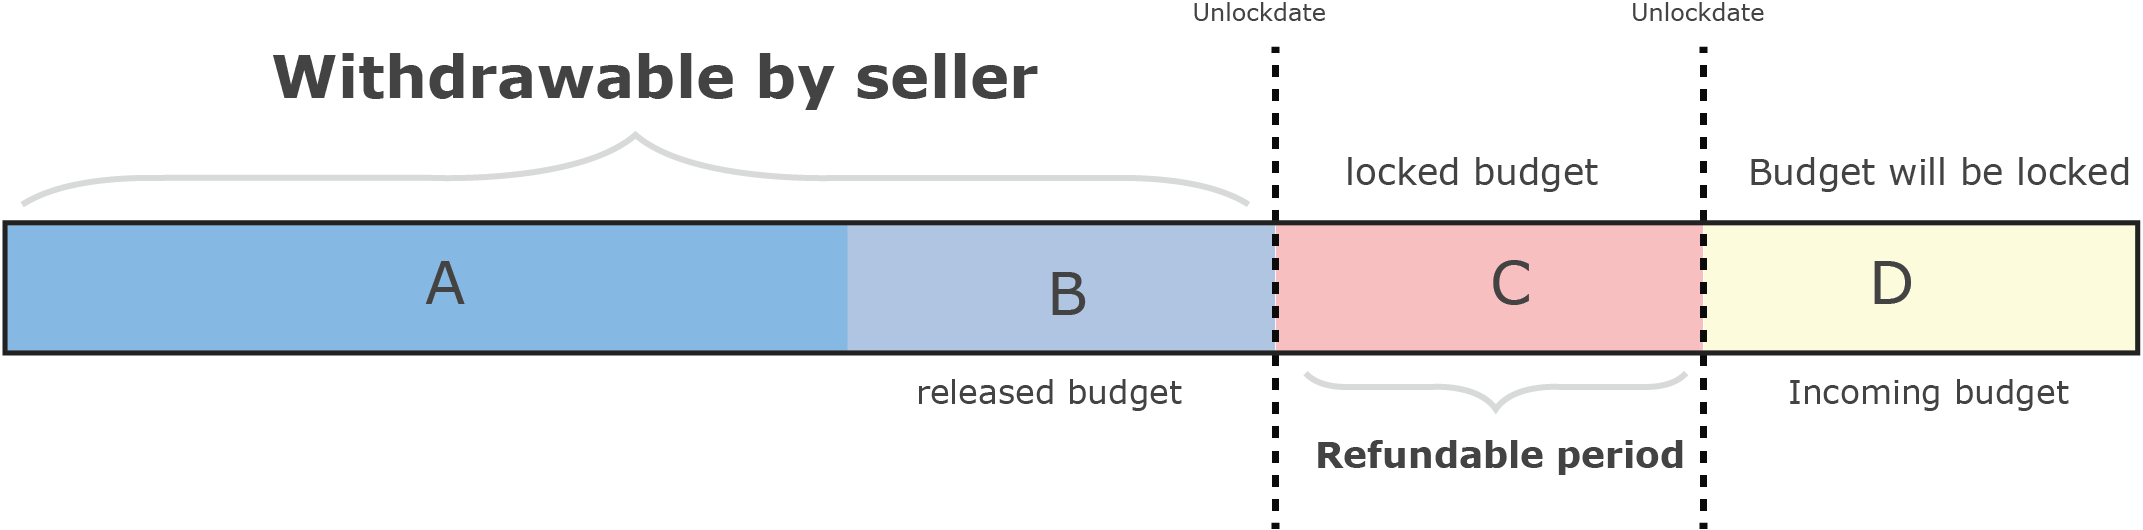 Unlockdate
Unlockdate
Withdrawable by seller
locked budget
Budget will be locked
A
B
C
D
released budget
Incoming budget
Refundable period